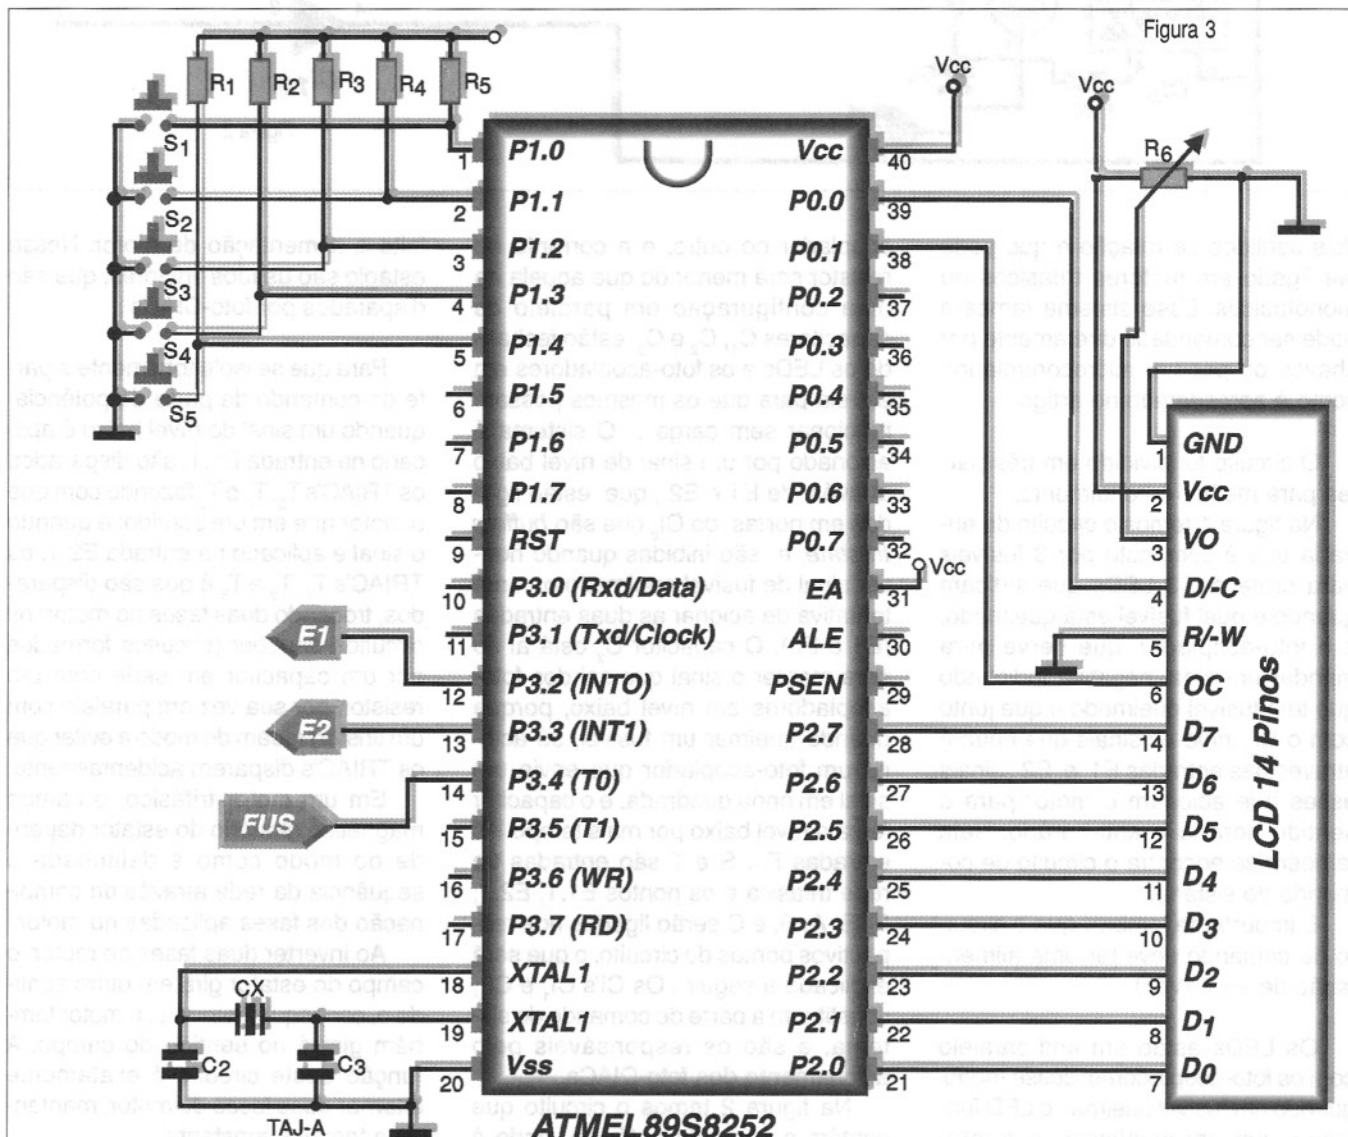 Figura 3
Vcc
Vcc
R1
R2
R3
R4
R5
R6
S1
S2
S3
S4
S5
1 P1.0
2 P1.1
3 P1.2
4 P1.3
5 P1.4
6 P1.5
7 P1.6
8 P1.7
9 RST
10 P3.0 (Rxd/Data)
11 P3.1 (Txd/Clock)
12 P3.2 (INTO)
13 P3.3 (INT1)
14 P3.4 (T0)
15 P3.5 (T1)
16 P3.6 (WR)
17 P3.7 (RD)
18 XTAL1
19 XTAL1
20 Vss
Vcc 40
P0.0 39
P0.1 38
P0.2 37
P0.3 36
P0.4 35
P0.5 34
P0.6 33
P0.7 32
EA 31
Vcc
ALE 30
PSEN 29
P2.7 28
P2.6 27
P2.5 26
P2.4 25
P2.3 24
P2.2 23
P2.1 22
P2.0 21
E1
E2
FUS
CX
C2
C3
TAJ-A
ATMEL89S8252
1 GND
2 Vcc
3 VO
4 D/-C
5 R/-W
6 OC
14 D7
13 D6
12 D5
11 D4
10 D3
9 D2
8 D1
7 D0
LCD 14 Pinos